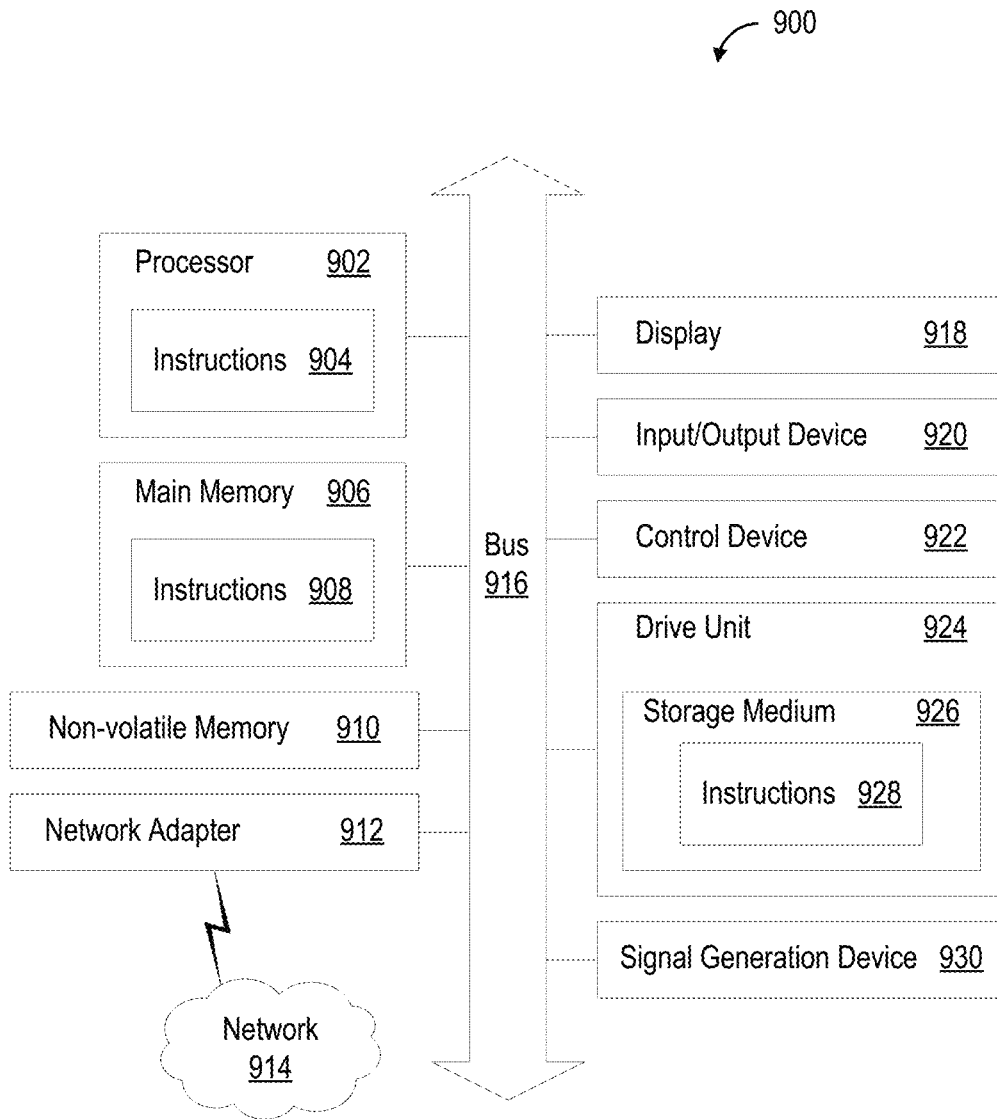 900
Processor 902
Instructions 904
Main Memory 906
Instructions 908
Non-volatile Memory 910
Network Adapter 912
Network
914
Bus
916
Display 918
Input/Output Device 920
Control Device 922
Drive Unit 924
Storage Medium 926
Instructions 928
Signal Generation Device 930